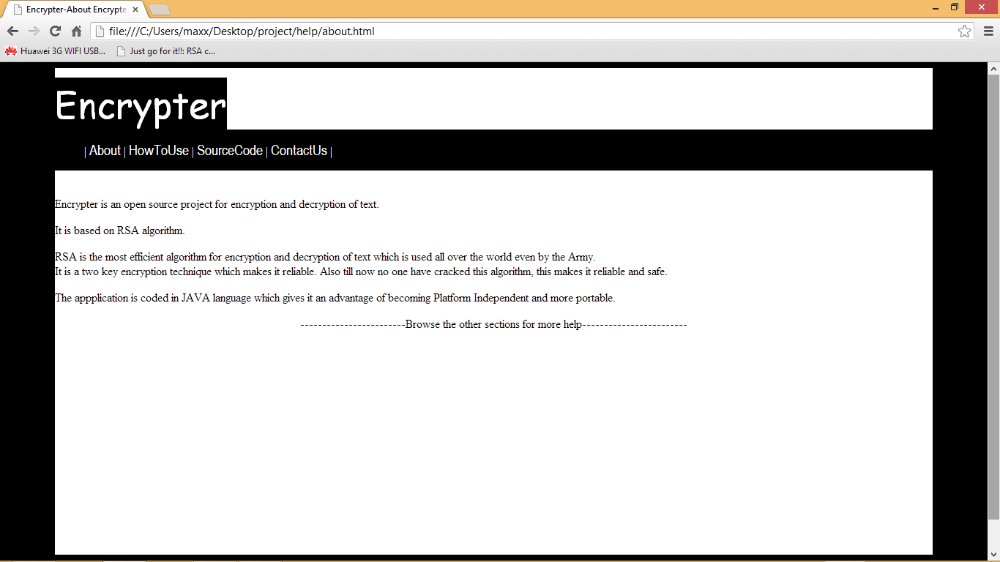 Encrypter-About Encrypte
file:///C:/Users/maxx/Desktop/project/help/about.html
Huawei 3G WIFI USB... Just go for it!!: RSA c...
Encrypter
| About | HowToUse | SourceCode | ContactUs |
Encrypter is an open source project for encryption and decryption of text.
It is based on RSA algorithm.
RSA is the most efficient algorithm for encryption and decryption of text which is used all over the world even by the Army.
It is a two key encryption technique which makes it reliable. Also till now no one have cracked this algorithm, this makes it reliable and safe.
The appplication is coded in JAVA language which gives it an advantage of becoming Platform Independent and more portable.
------------------------Browse the other sections for more help------------------------